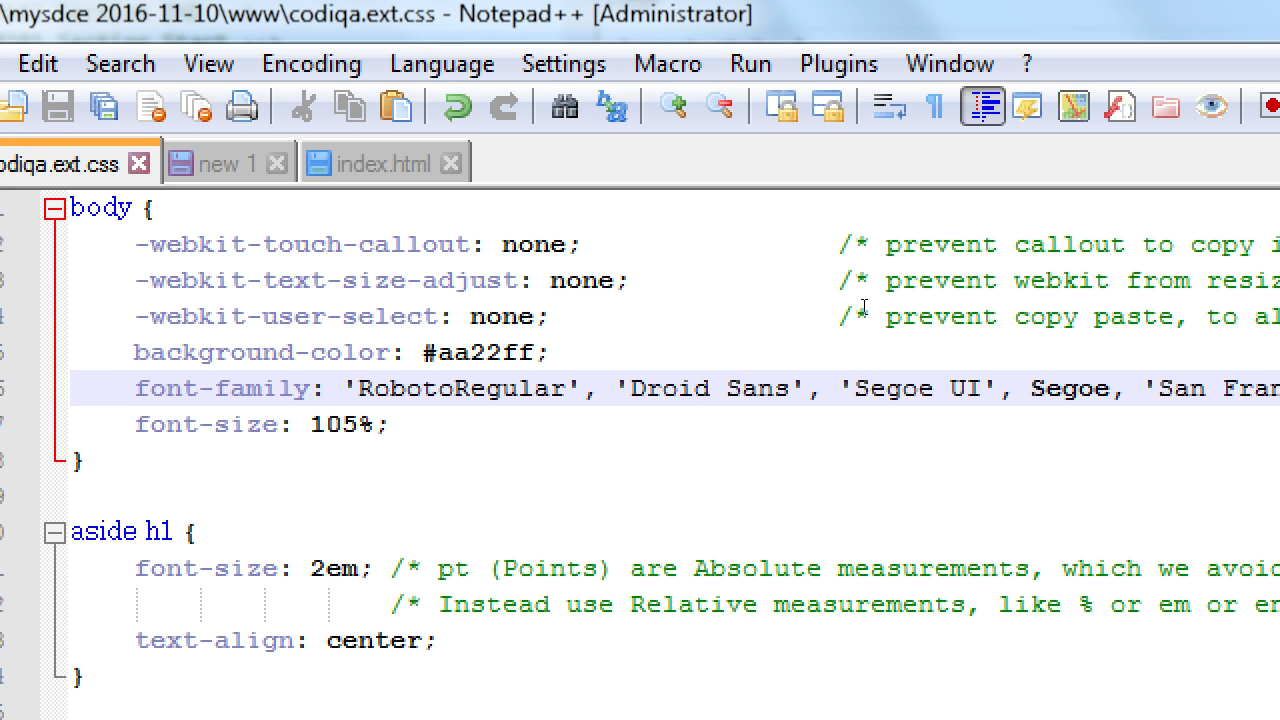 \mysdce 2016-11-10\www\codiqa.ext.css - Notepad++ [Administrator]
Edit Search View Encoding Language Settings Macro Run Plugins Window ?
odiqa.ext.css new 1 index.html
body {
-webkit-touch-callout: none; /* prevent callout to copy i
-webkit-text-size-adjust: none; /* prevent webkit from resiz
-webkit-user-select: none; /* prevent copy paste, to al
background-color: #aa22ff;
font-family: 'RobotoRegular', 'Droid Sans', 'Segoe UI', Segoe, 'San Fran
font-size: 105%;
}
aside h1 {
font-size: 2em; /* pt (Points) are Absolute measurements, which we avoid
/* Instead use Relative measurements, like % or em or en
text-align: center;
}